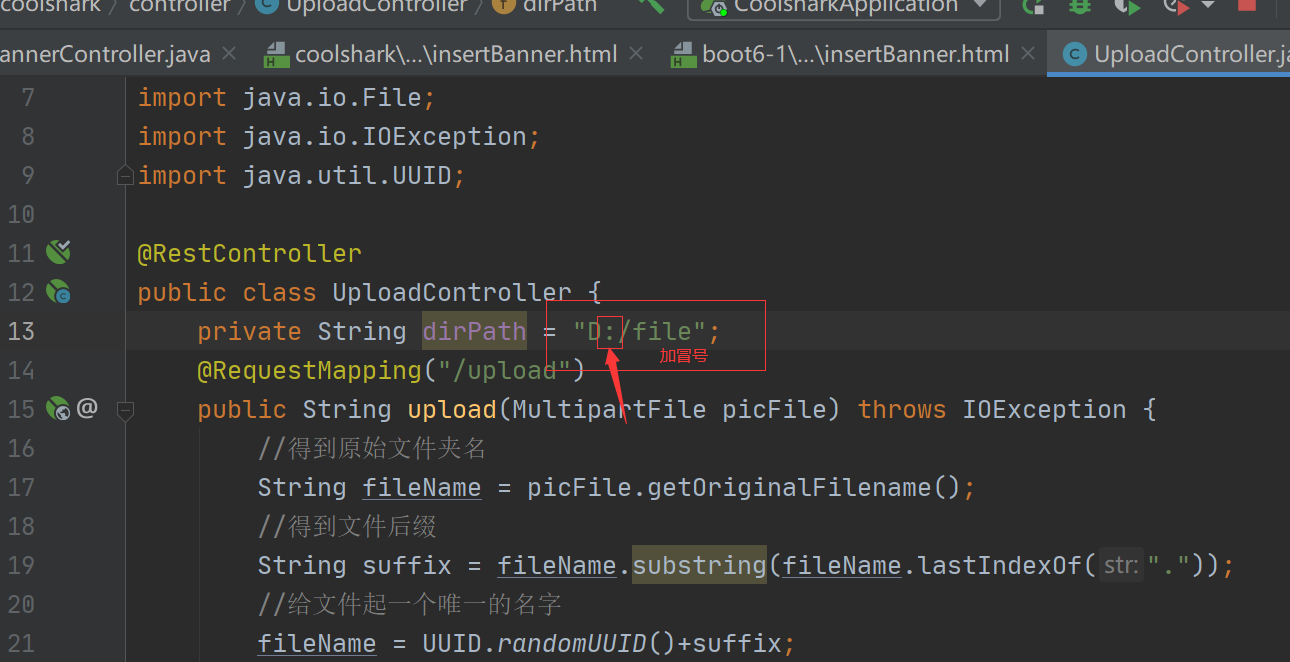 coolshark / controller / UploadController / dirPath CoolsharkApplication
annerController.java coolshark\...\insertBanner.html boot6-1\...\insertBanner.html UploadController.ja
7 import java.io.File;
8 import java.io.IOException;
9 import java.util.UUID;
10
11 @RestController
12 public class UploadController {
13 private String dirPath = "D:/file";
加冒号
14 @RequestMapping("/upload")
15 @ public String upload(MultipartFile picFile) throws IOException {
16 //得到原始文件夹名
17 String fileName = picFile.getOriginalFilename();
18 //得到文件后缀
19 String suffix = fileName.substring(fileName.lastIndexOf( str: "."));
20 //给文件起一个唯一的名字
21 fileName = UUID.randomUUID()+suffix;